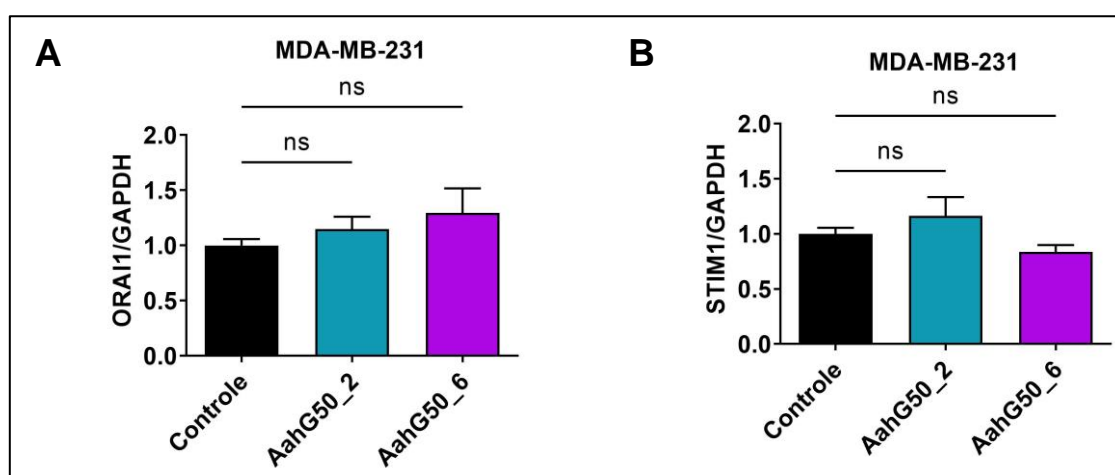 A
MDA-MB-231
ns
ns
ORAI1/GAPDH
2.0
1.5
1.0
0.5
0.0
Controle
AahG50_2
AahG50_6
B
MDA-MB-231
ns
ns
STIM1/GAPDH
2.0
1.5
1.0
0.5
0.0
Controle
AahG50_2
AahG50_6